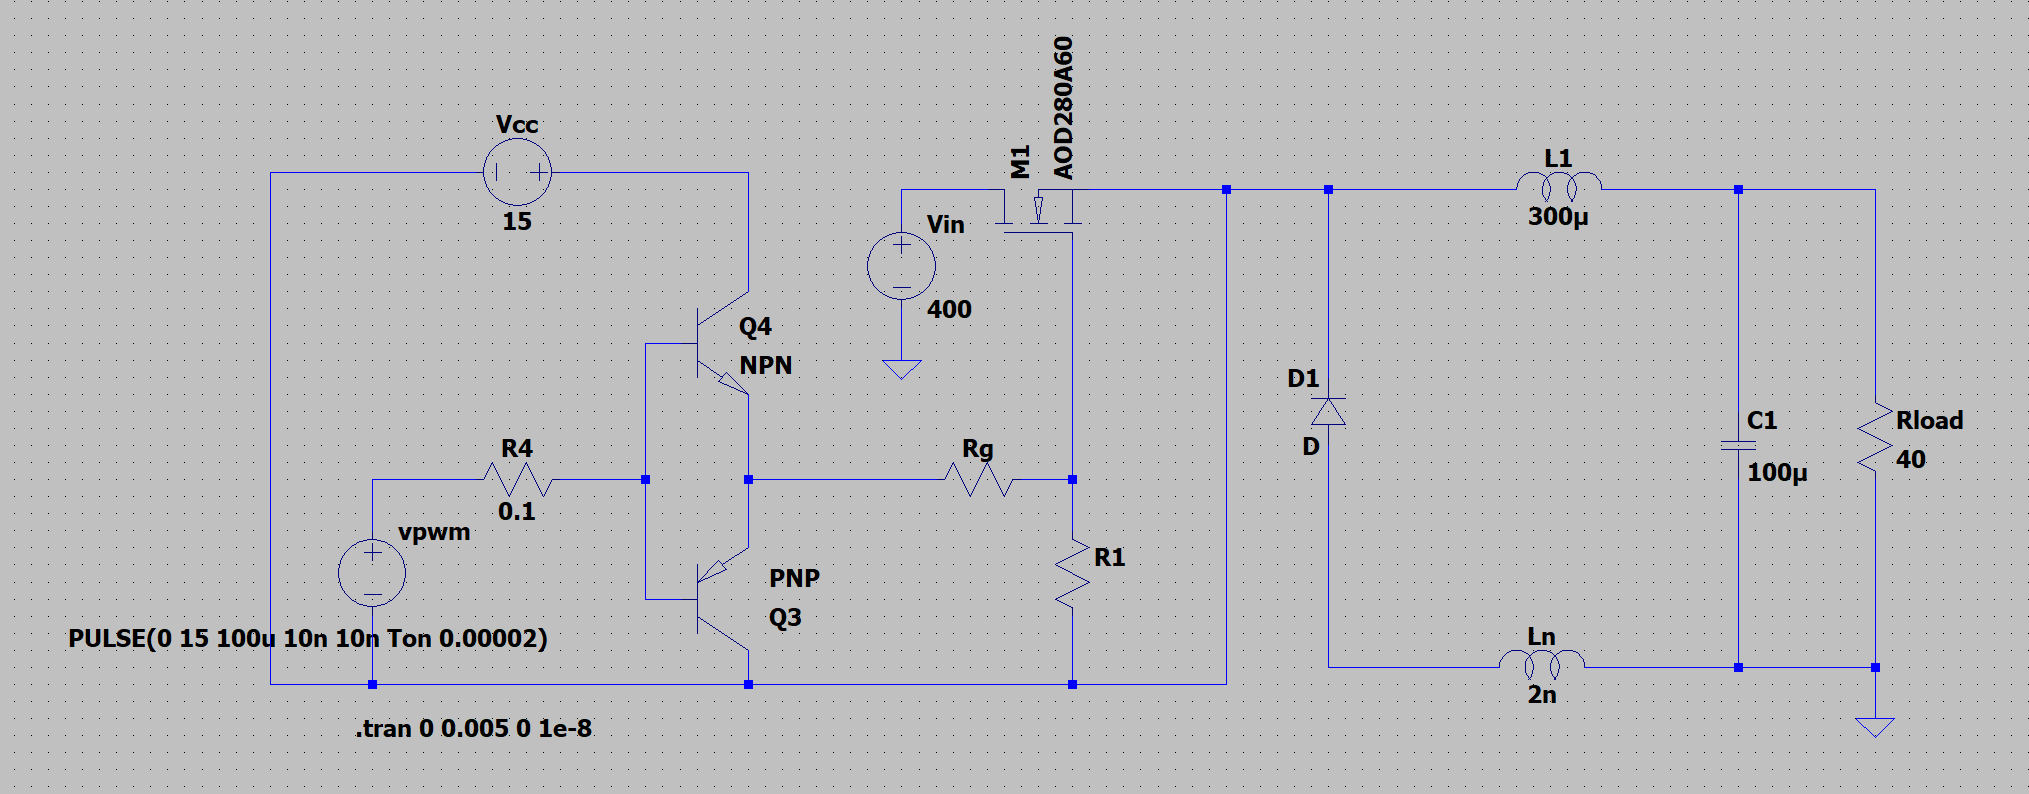 Vcc
15
M1
AOD280A60
Vin
400
L1
300µ
Q4
NPN
D1
D
R4
0.1
Rg
C1
100µ
Rload
40
vpwm
PNP
Q3
R1
PULSE(0 15 100u 10n 10n Ton 0.00002)
Ln
2n
.tran 0 0.005 0 1e-8